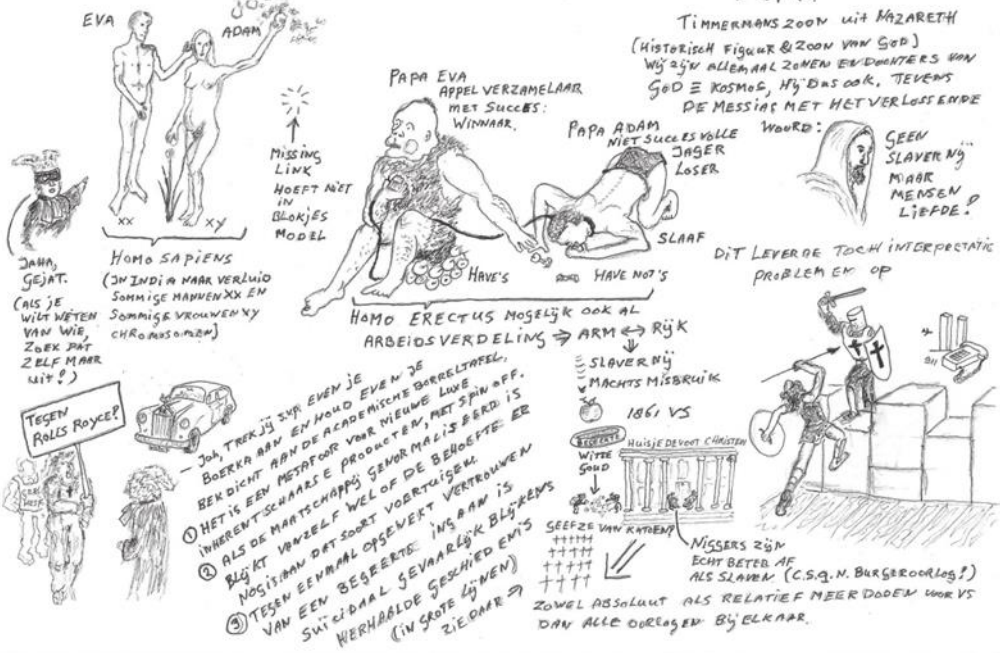 EVA
ADAM
XX
XY
JAHA,
GEJAT.
(ALS JE
WILT WETEN
VAN WIE,
ZOEK DAT
ZELF MAAR
UIT!)
HOMO SAPIENS
(IN INDIA NAAR VERLUID
SOMMIGE MANNEN XX EN
SOMMIGE VROUWEN XY
CHROMOSOMEN)
MISSING
LINK
HOEFT NIET
IN
BLOKJES
MODEL
PAPA EVA
APPEL VERZAMELAAR
MET SUCCES:
WINNAAR.
PAPA ADAM
NIET SUCCESVOLLE
JAGER
LOSER
SLAAF
HAVE'S
HAVE NOT'S
HOMO ERECTUS MOGELIJK OOK AL
ARBEIDSVERDELING ⇒ ARM ⇔ RIJK
SLAVERNIJ
MACHTSMISBRUIK
1861 VS
WITTE
GOUD
HUISJE DEVOOT CHRISTEN
GEEFZE VAN KATOEN!
NIGGERS ZIJN
ECHT BETER AF
ALS SLAVEN (C.S.Q.N. BURGEROORLOG!)
ZOWEL ABSOLUUT ALS RELATIEF MEER DODEN VOOR VS
DAN ALLE OORLOGEN BIJ ELKAAR.
TIMMERMANS ZOON uit NAZARETH
(HISTORISCH FIGUUR & ZOON VAN GOD)
WIJ ZIJN ALLEMAAL ZONEN EN DOCHTERS VAN
GOD ≡ KOSMOS, HIJ DUS OOK. TEVENS
DE MESSIAS MET HET VERLOSSENDE
WOORD:
GEEN
SLAVERNIJ
MAAR
MENSEN
LIEFDE!
DIT LEVERDE TOCH INTERPRETATIE
PROBLEMEN OP
TEGEN
ROLLS ROYCE!
— JOH, TREK JIJ S.V.P. EVEN JE
BOERKA AAN EN HOUD EVEN JE
BEK DICHT AAN DE ACADEMISCHE BORRELTAFEL.
① HET IS EEN METAFOOR VOOR NIEUWE LUXE
INHERENT SCHAARSE PRODUCTEN, MET SPIN OFF.
② ALS DE MAATSCHAPPIJ GENORMALISEERD IS
BLIJKT VANZELF WEL OF DE BEHOEFTE ER
NOG IS AAN DAT SOORT VOERTUIGEN.
③ TEGEN EENMAAL OPGEWEKT VERTROUWEN
VAN EEN BEGEERTE INGAAN IS
SUÏCIDAAL GEVAARLIJK BLIJKENS
HERHAALDE GESCHIEDENIS
(IN GROTE LIJNEN)
ZIE DAAR